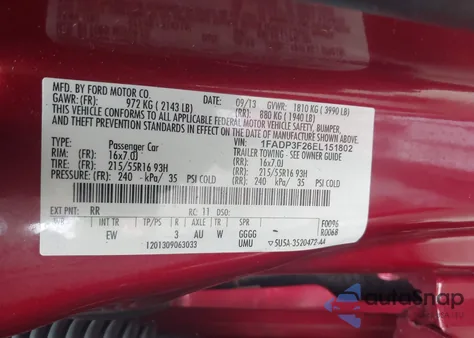 MFD. BY FORD MOTOR CO.
DATE: 09/13 GVWR: 1810 KG ( 3990 LB)
GAWR: (FR): 972 KG ( 2143 LB) (RR): 880 KG (1940 LB)
THIS VEHICLE CONFORMS TO ALL APPLICABLE FEDERAL MOTOR VEHICLE SAFETY, BUMPER,
AND THEFT PREVENTION STANDARDS IN EFFECT ON THE
DATE OF MANUFACTURE SHOWN ABOVE.
VIN: 1FADP3F26EL151802
TYPE: Passenger Car TRAILER TOWING - SEE OWNER GUIDE
RIM: (FR): 16x7.0J (RR): 16x7.0J
TIRE: (FR): 215/55R16 93H (RR): 215/55R16 93H
PRESSURE: (FR) 240 - kPa/ 35 PSI COLD (RR) 240 - kPa/ 35 PSI COLD
EXT PNT: RR RC: 11 DSO: F0096
INT TR TP/PS R AXLE TR SPR R0068
EW 3 AU W GGGG
1201309063033 UMU 5USA-3520472-AA
autoSnap